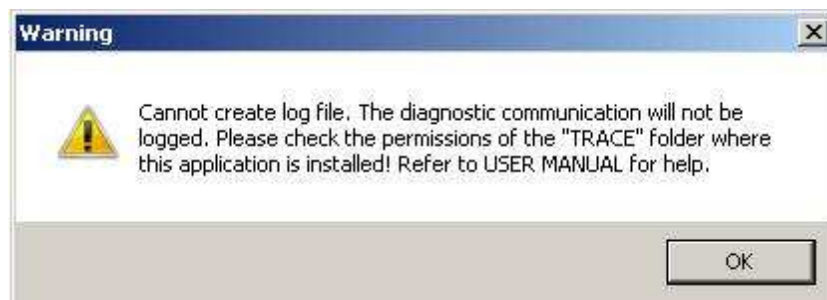 Warning
Cannot create log file. The diagnostic communication will not be
logged. Please check the permissions of the "TRACE" folder where
this application is installed! Refer to USER MANUAL for help.
OK